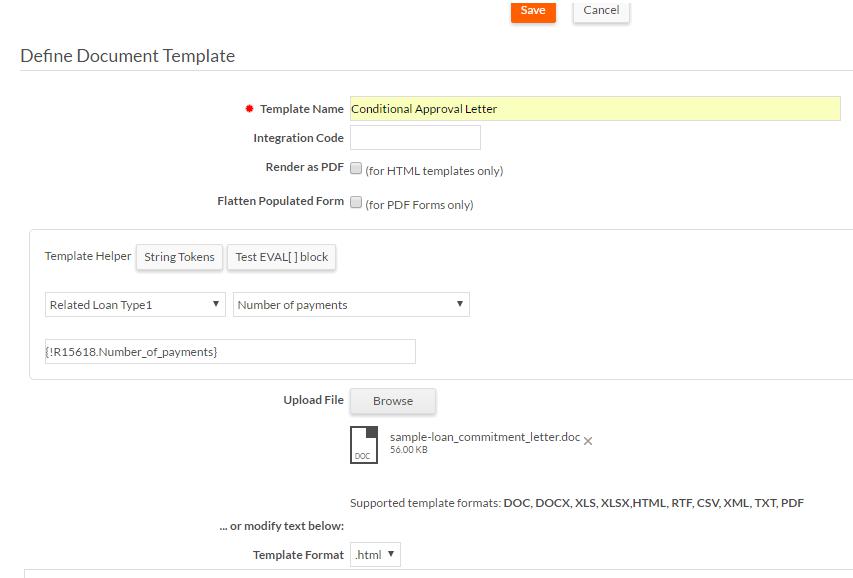 Save Cancel
Define Document Template
Template Name Conditional Approval Letter
Integration Code
Render as PDF (for HTML templates only)
Flatten Populated Form (for PDF Forms only)
Template Helper String Tokens Test EVAL[ ] block
Related Loan Type1 Number of payments
{!R15618.Number_of_payments}
Upload File Browse
sample-loan_commitment_letter.doc
DOC 56.00 KB
Supported template formats: DOC, DOCX, XLS, XLSX,HTML, RTF, CSV, XML, TXT, PDF
... or modify text below:
Template Format .html